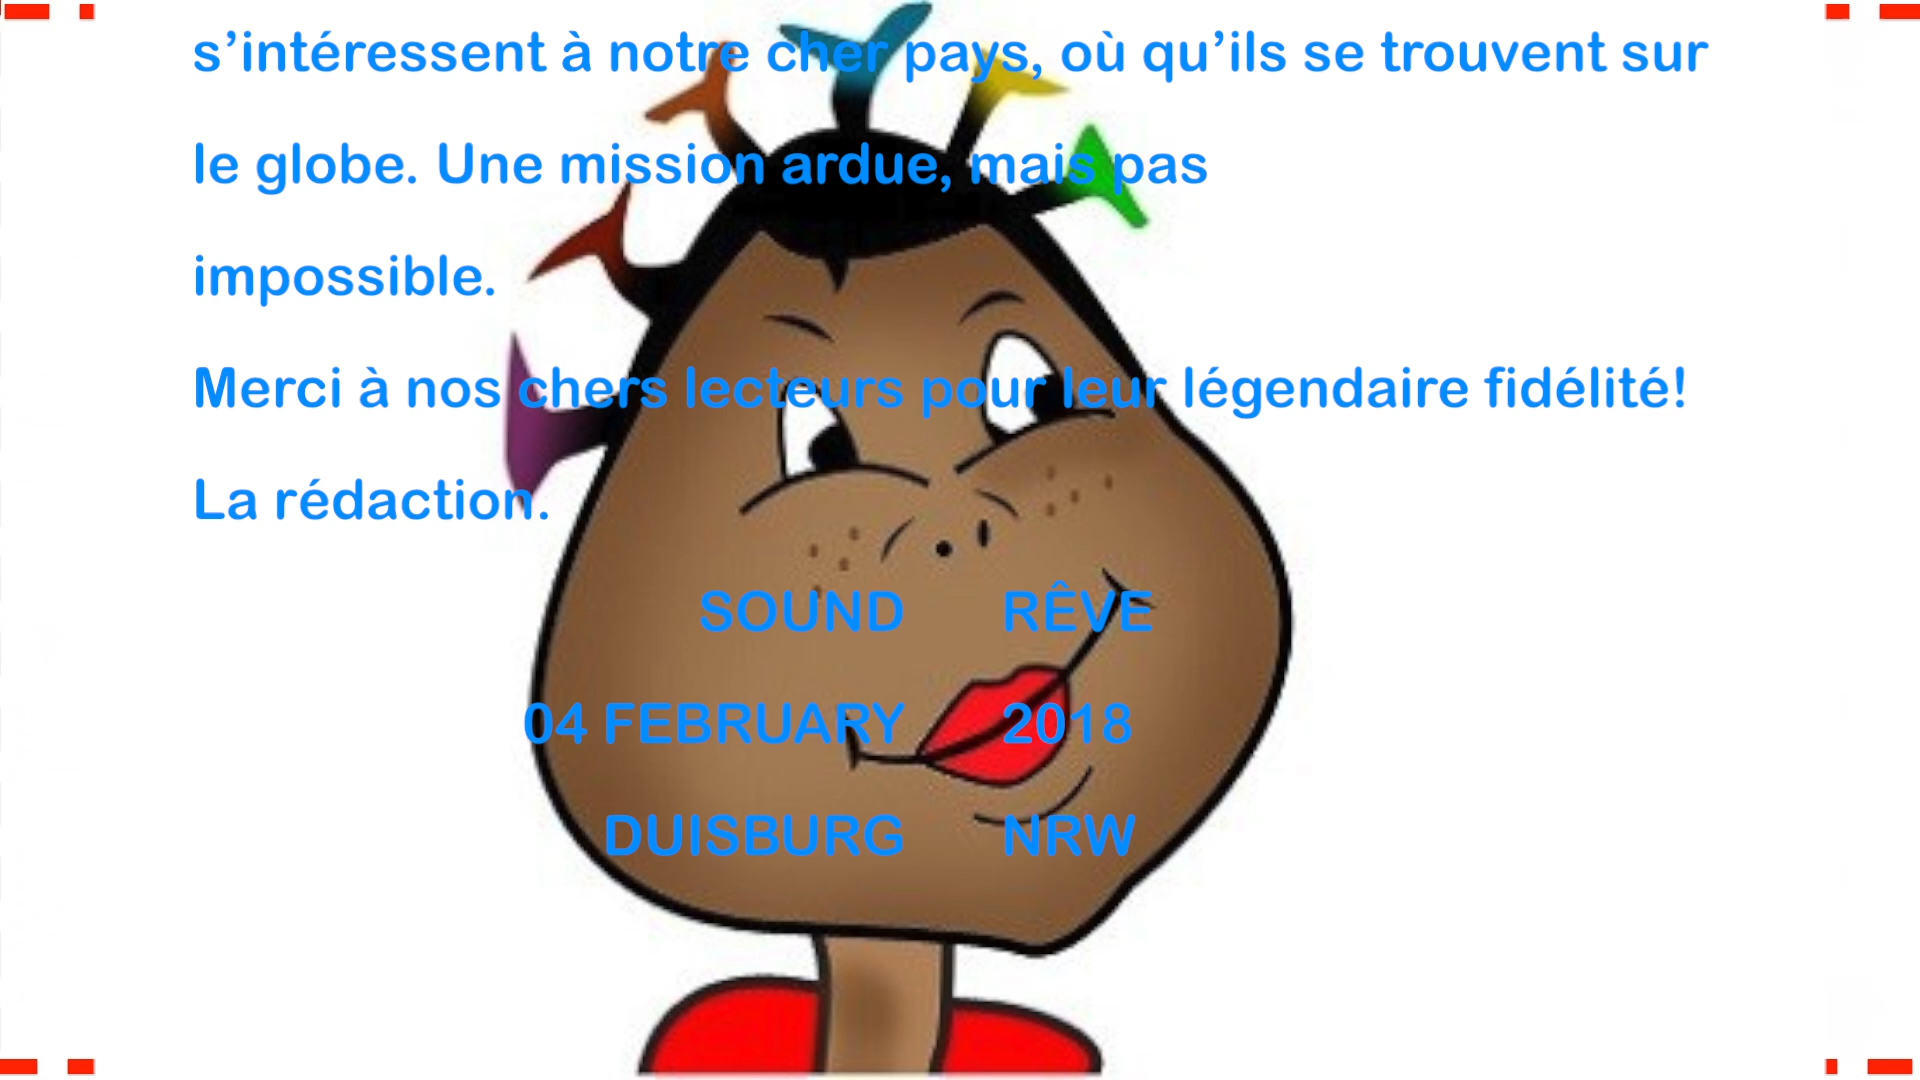 s’intéressent à notre cher pays, où qu’ils se trouvent sur
le globe. Une mission ardue, mais pas
impossible.
Merci à nos chers lecteurs pour leur légendaire fidélité!
La rédaction.
SOUND RÊVE
04 FEBRUARY 2018
DUISBURG NRW